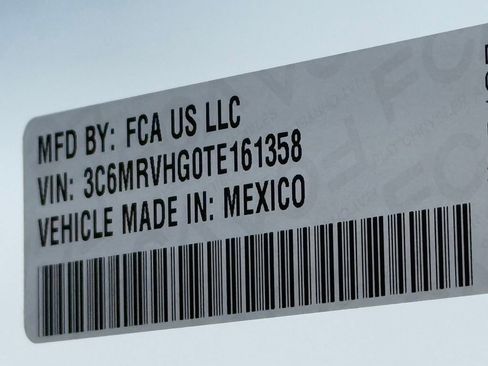 MFD BY: FCA US LLC
VIN: 3C6MRVHG0TE161358
VEHICLE MADE IN: MEXICO